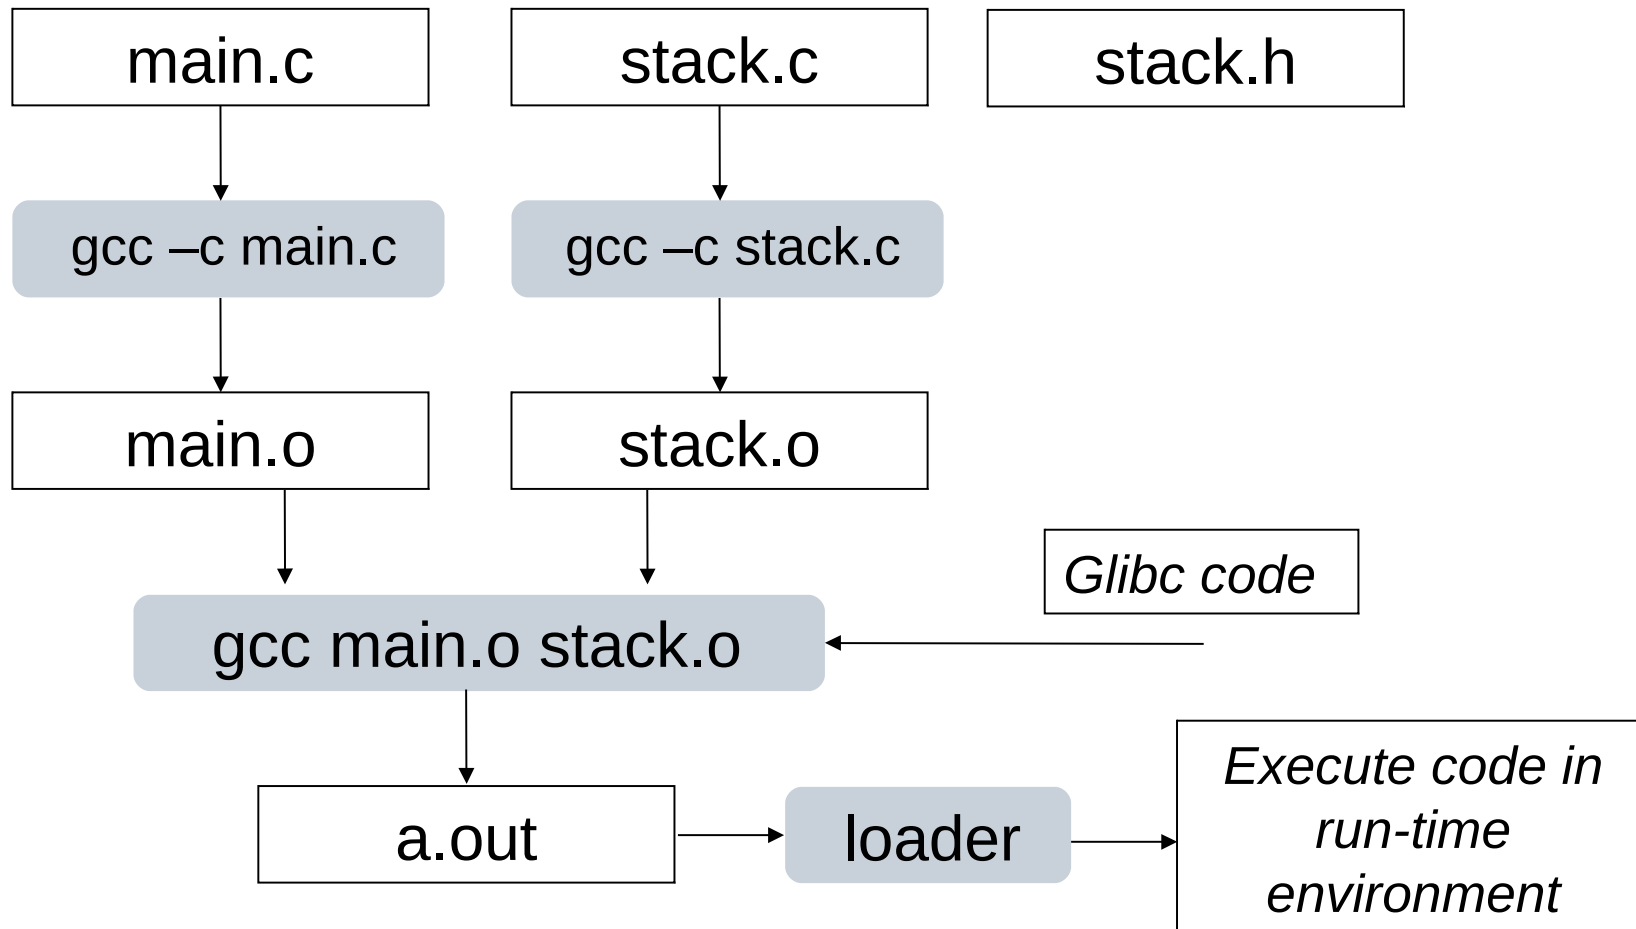 main.c
stack.c
stack.h
gcc –c main.c
gcc –c stack.c
main.o
stack.o
Glibc code
gcc main.o stack.o
a.out
loader
Execute code in
run-time
environment